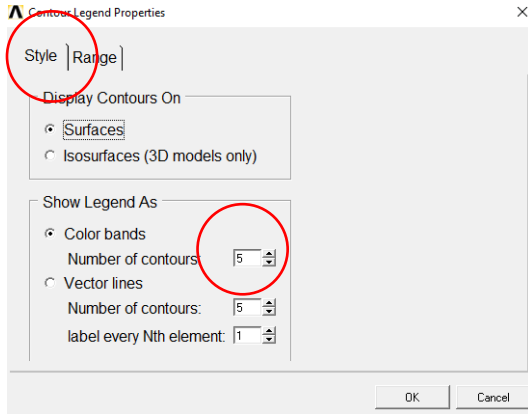 Contour Legend Properties
Style Range
Display Contours On
Surfaces
Isosurfaces (3D models only)
Show Legend As
Color bands
Number of contours: 5
Vector lines
Number of contours: 5
label every Nth element: 1
OK Cancel